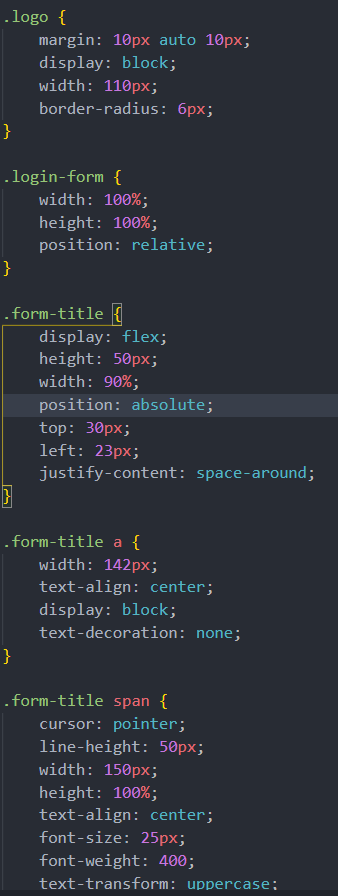 .logo {
    margin: 10px auto 10px;
    display: block;
    width: 110px;
    border-radius: 6px;
}

.login-form {
    width: 100%;
    height: 100%;
    position: relative;
}

.form-title {
    display: flex;
    height: 50px;
    width: 90%;
    position: absolute;
    top: 30px;
    left: 23px;
    justify-content: space-around;
}

.form-title a {
    width: 142px;
    text-align: center;
    display: block;
    text-decoration: none;
}

.form-title span {
    cursor: pointer;
    line-height: 50px;
    width: 150px;
    height: 100%;
    text-align: center;
    font-size: 25px;
    font-weight: 400;
    text-transform: uppercase;